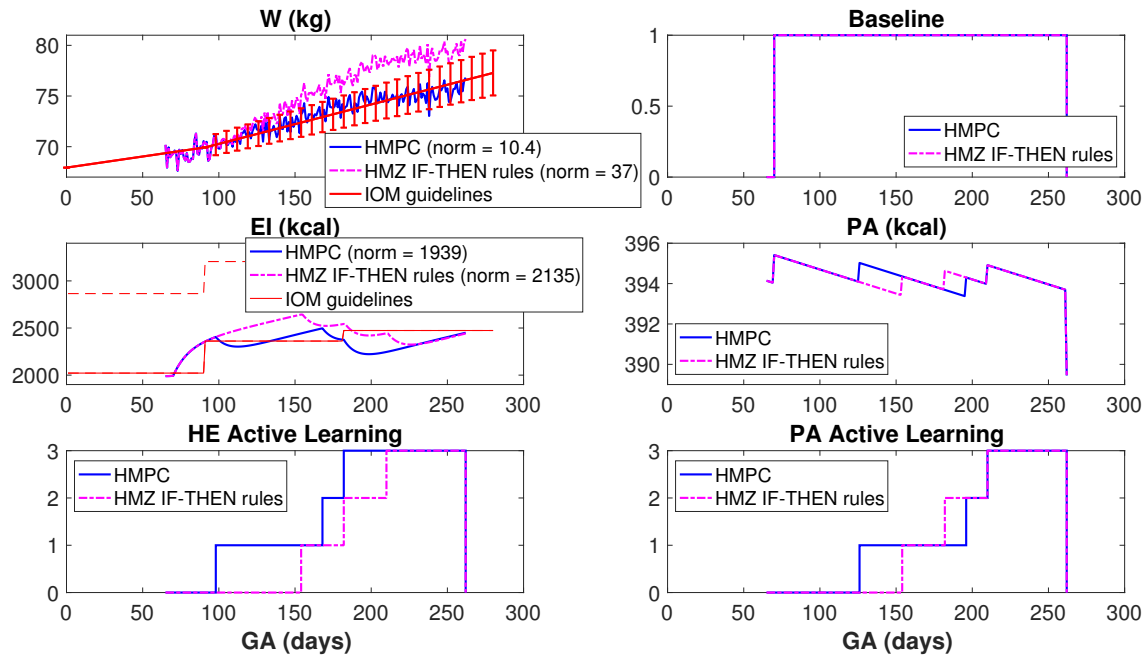 W (kg)
80
75
70
0 50 100 150 200 250 300
HMPC (norm = 10.4)
HMZ IF-THEN rules (norm = 37)
IOM guidelines
Baseline
1
0.5
0
0 50 100 150 200 250 300
HMPC
HMZ IF-THEN rules
EI (kcal)
3000
2500
2000
0 50 100 150 200 250 300
HMPC (norm = 1939)
HMZ IF-THEN rules (norm = 2135)
IOM guidelines
PA (kcal)
396
394
392
390
0 50 100 150 200 250 300
HMPC
HMZ IF-THEN rules
HE Active Learning
3
2
1
0
0 50 100 150 200 250 300
HMPC
HMZ IF-THEN rules
GA (days)
PA Active Learning
3
2
1
0
0 50 100 150 200 250 300
HMPC
HMZ IF-THEN rules
GA (days)